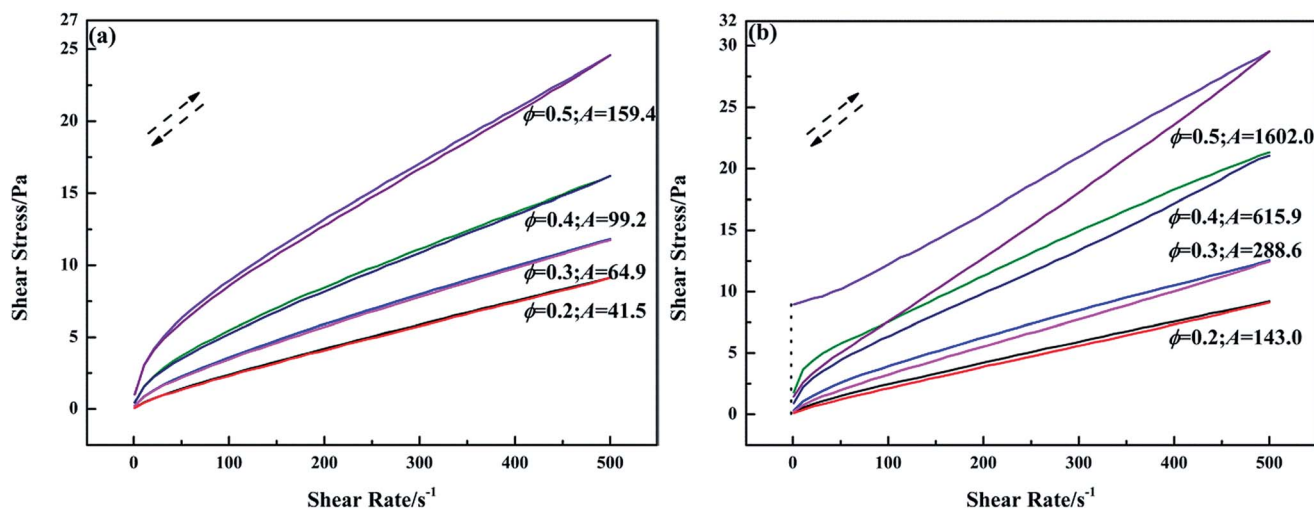 (a)
27
25
20
15
10
5
0
Shear Stress/Pa
ϕ=0.5;A=159.4
ϕ=0.4;A=99.2
ϕ=0.3;A=64.9
ϕ=0.2;A=41.5
0 100 200 300 400 500
Shear Rate/s⁻¹
(b)
32
30
25
20
15
10
5
0
Shear Stress/Pa
ϕ=0.5;A=1602.0
ϕ=0.4;A=615.9
ϕ=0.3;A=288.6
ϕ=0.2;A=143.0
0 100 200 300 400 500
Shear Rate/s⁻¹